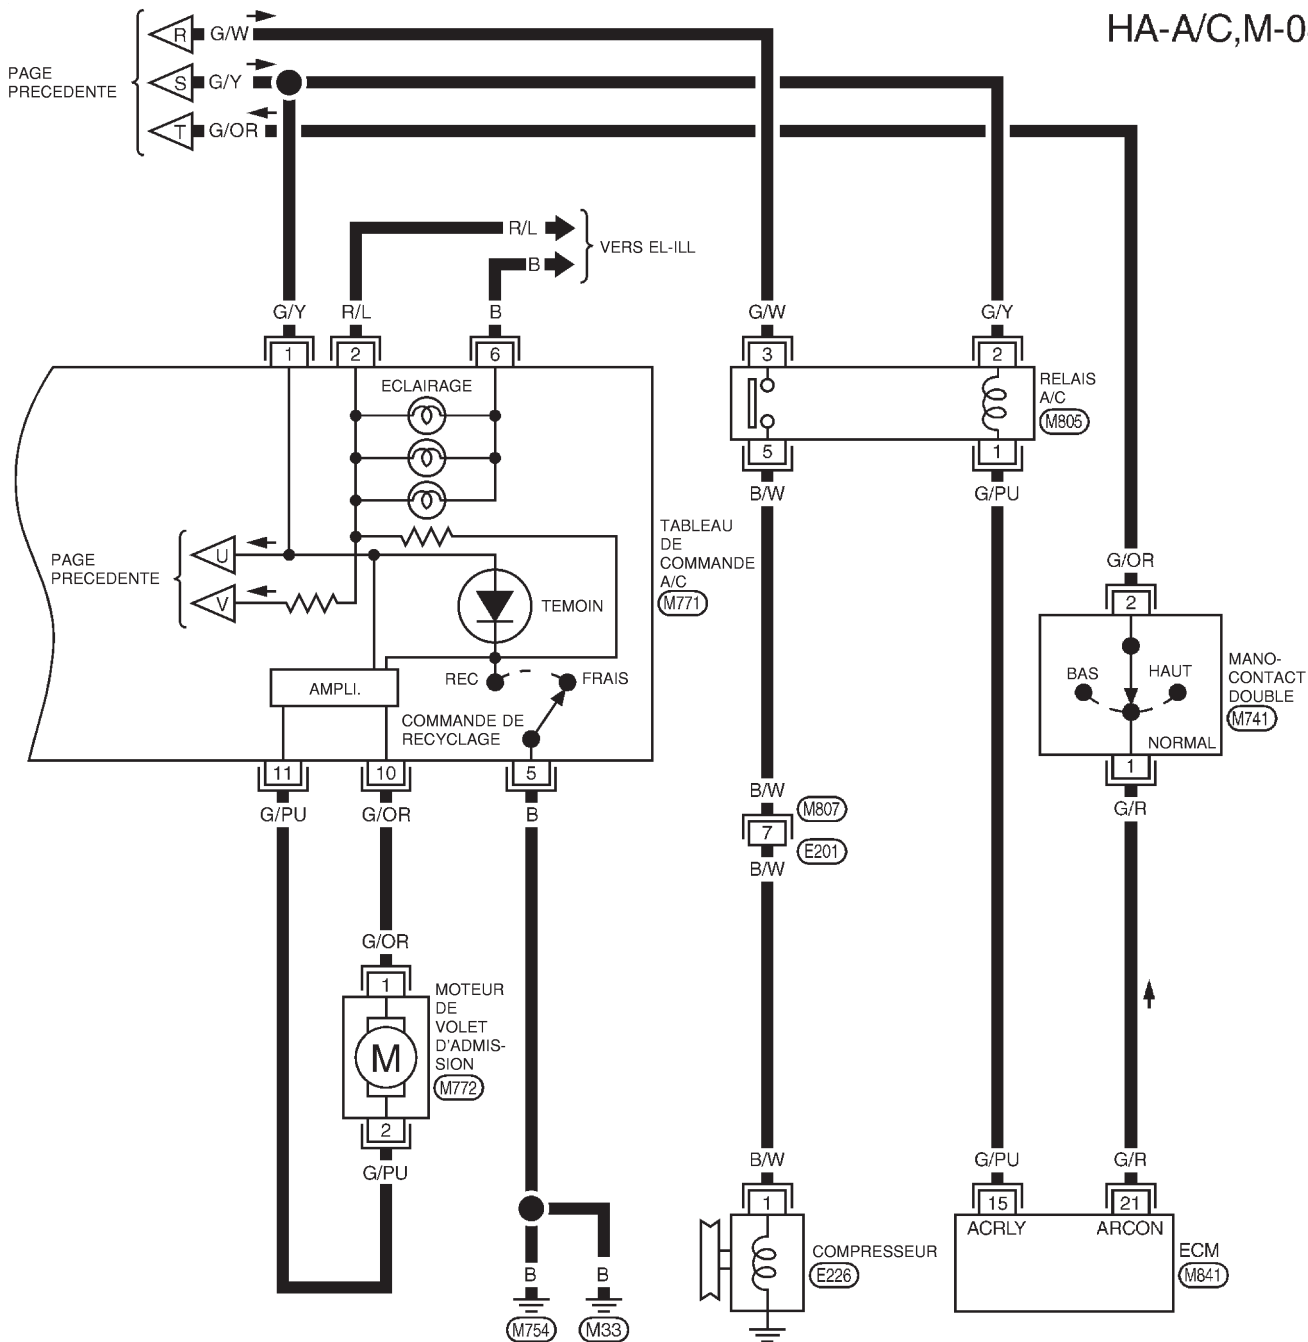 HA-A/C,M-0
R
G/W
S
G/Y
T
G/OR
PAGE
PRECEDENTE
R/L
B
VERS EL-ILL
G/Y
R/L
B
G/W
G/Y
1
2
6
3
2
ECLAIRAGE
RELAIS
A/C
M805
5
1
B/W
G/PU
TABLEAU
DE
COMMANDE
A/C
M771
PAGE
PRECEDENTE
U
V
TEMOIN
G/OR
2
BAS
HAUT
NORMAL
MANO-
CONTACT
DOUBLE
M741
1
G/R
AMPLI.
REC
FRAIS
COMMANDE DE
RECYCLAGE
11
10
5
G/PU
G/OR
B
B/W
M807
7
E201
B/W
G/OR
1
MOTEUR
DE
VOLET
D'ADMIS-
SION
M772
M
2
G/PU
B/W
G/PU
G/R
1
15
21
ACRLY
ARCON
COMPRESSEUR
E226
ECM
M841
B
B
M754
M33